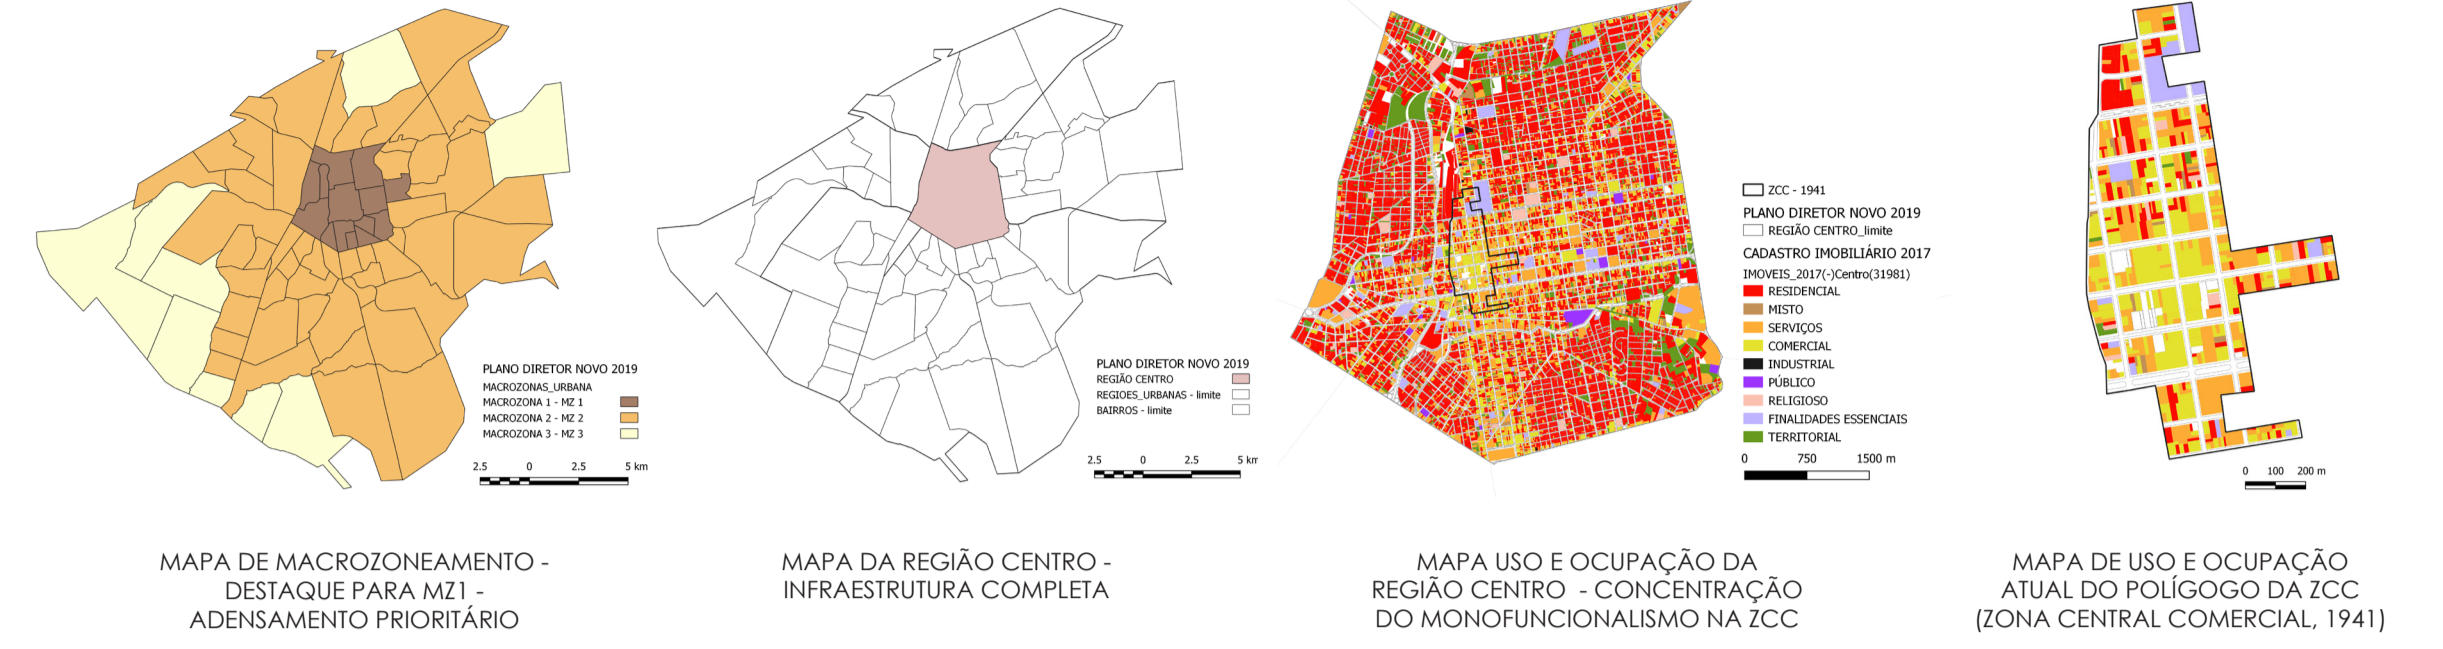 PLANO DIRETOR NOVO 2019
MACROZONAS_URBANA
MACROZONA 1 - MZ 1
MACROZONA 2 - MZ 2
MACROZONA 3 - MZ 3
2.5 0 2.5 5 km
MAPA DE MACROZONEAMENTO -
DESTAQUE PARA MZ1 -
ADENSAMENTO PRIORITÁRIO
PLANO DIRETOR NOVO 2019
REGIÃO CENTRO
REGIOES_URBANAS - limite
BAIRROS - limite
2.5 0 2.5 5 km
MAPA DA REGIÃO CENTRO -
INFRAESTRUTURA COMPLETA
ZCC - 1941
PLANO DIRETOR NOVO 2019
REGIÃO CENTRO_limite
CADASTRO IMOBILIÁRIO 2017
IMOVEIS_2017(-)Centro(31981)
RESIDENCIAL
MISTO
SERVIÇOS
COMERCIAL
INDUSTRIAL
PÚBLICO
RELIGIOSO
FINALIDADES ESSENCIAIS
TERRITORIAL
0 750 1500 m
MAPA USO E OCUPAÇÃO DA
REGIÃO CENTRO - CONCENTRAÇÃO
DO MONOFUNCIONALISMO NA ZCC
0 100 200 m
MAPA DE USO E OCUPAÇÃO
ATUAL DO POLÍGOGO DA ZCC
(ZONA CENTRAL COMERCIAL, 1941)